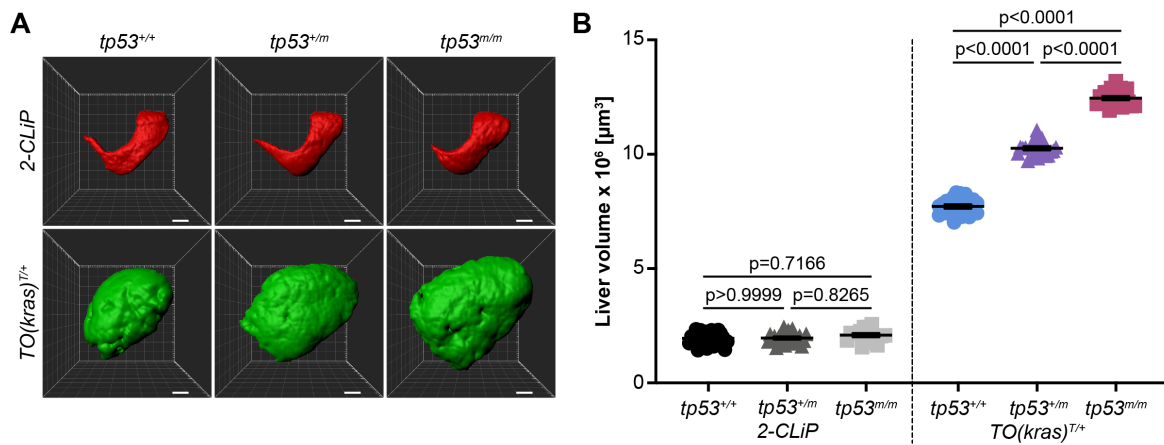 A
tp53+/+ tp53+/m tp53m/m
2-CLiP
TO(kras)T/+
B
Liver volume x 10⁶ [µm³]
15
10
5
0
p<0.0001
p<0.0001 p<0.0001
p=0.7166
p>0.9999 p=0.8265
tp53+/+ tp53+/m tp53m/m tp53+/+ tp53+/m tp53m/m
2-CLiP TO(kras)T/+